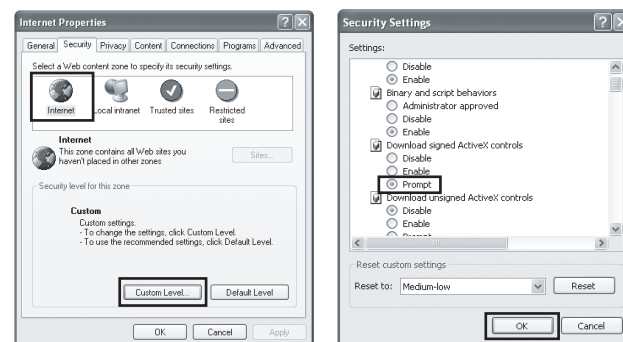 Internet Properties
General Security Privacy Content Connections Programs Advanced
Select a Web content zone to specify its security settings.
Internet Local intranet Trusted sites Restricted sites
Internet
This zone contains all Web sites you haven't placed in other zones
Sites...
Security level for this zone
Custom
Custom settings.
- To change the settings, click Custom Level.
- To use the recommended settings, click Default Level.
Custom Level... Default Level
OK Cancel Apply
Security Settings
Settings:
Disable
Enable
Binary and script behaviors
Administrator approved
Disable
Enable
Download signed ActiveX controls
Disable
Enable
Prompt
Download unsigned ActiveX controls
Disable
Enable
Prompt
Reset custom settings
Reset to: Medium-low Reset
OK Cancel